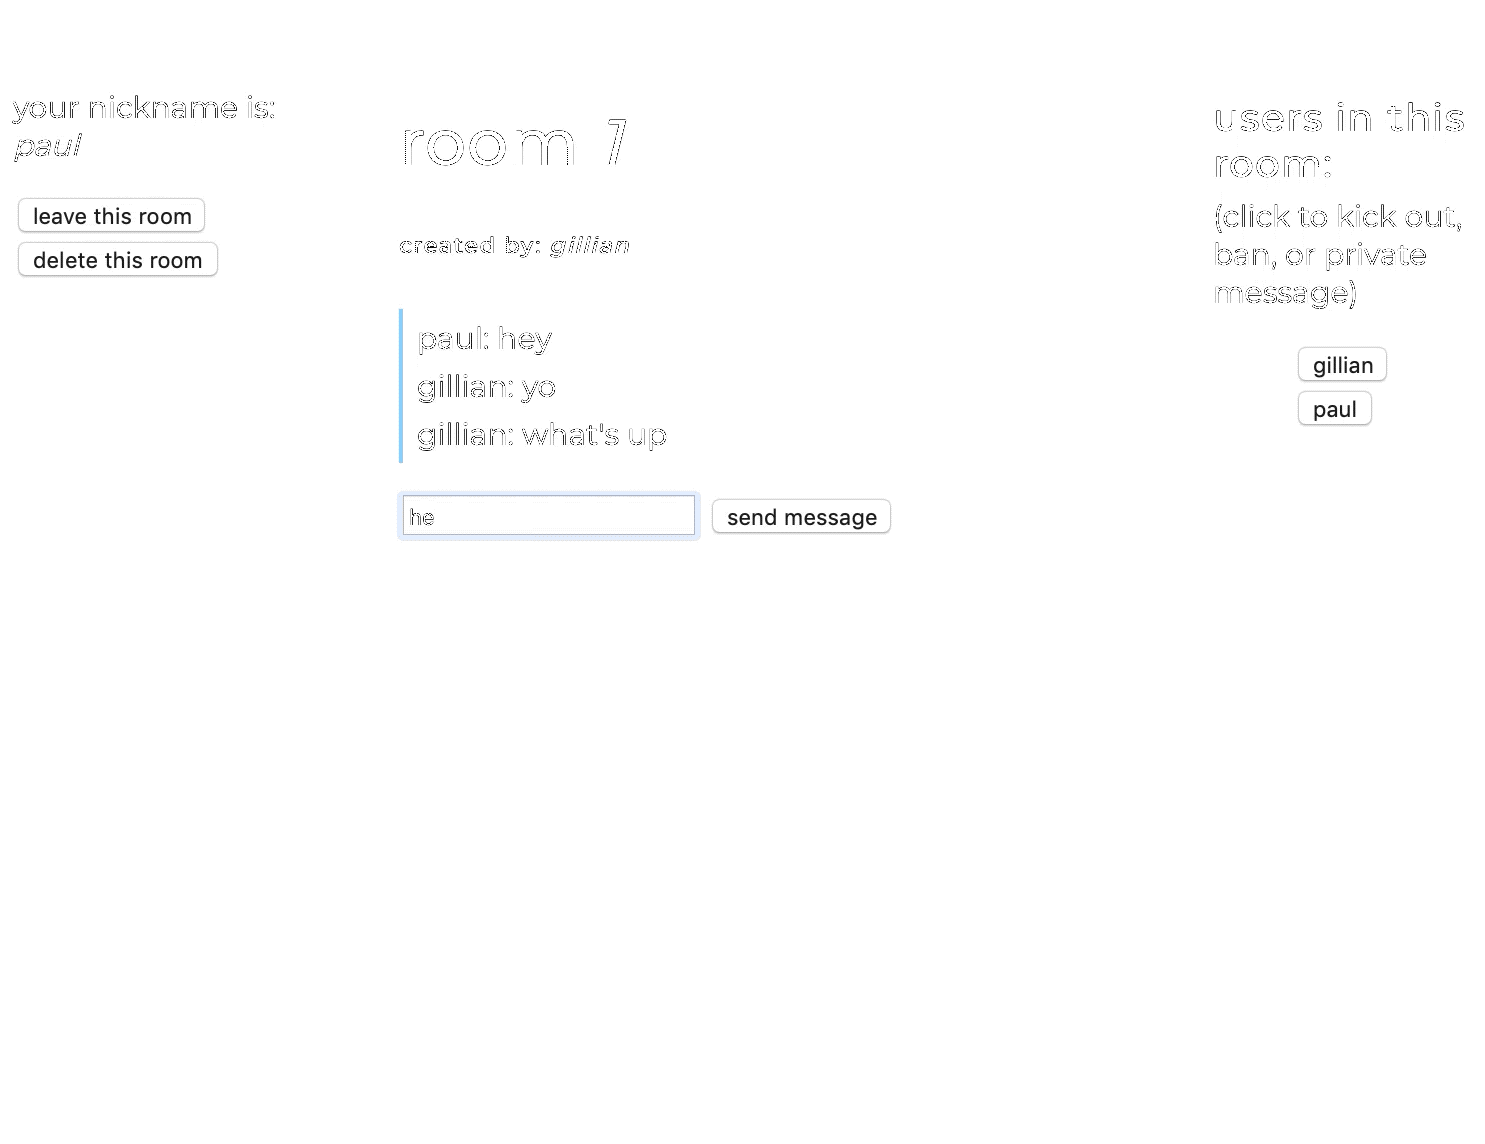 your nickname is:
paul
leave this room
delete this room
room 1
created by: gillian
paul: hey
gillian: yo
gillian: what's up
he
send message
users in this
room:
(click to kick out,
ban, or private
message)
gillian
paul